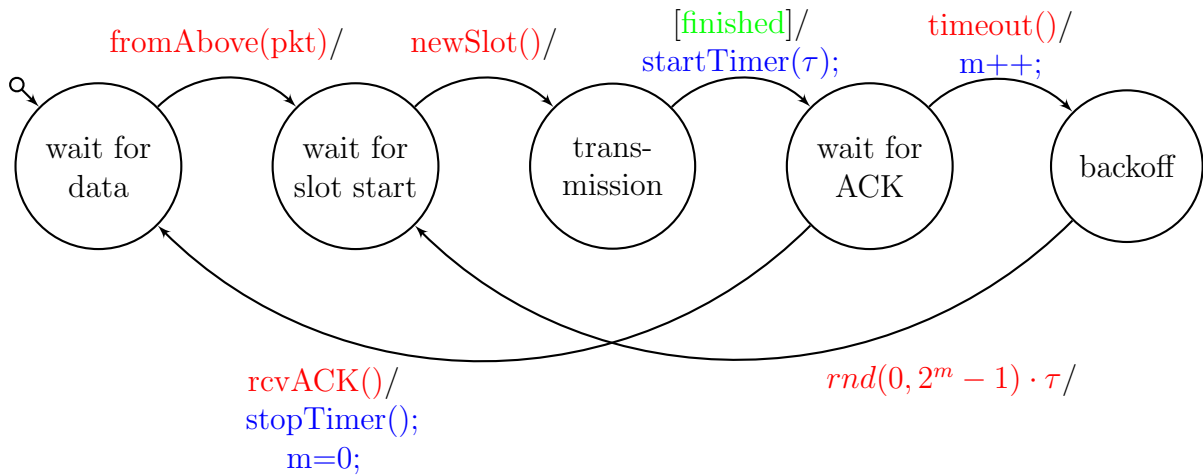 fromAbove(pkt)/
newSlot()/
[finished]/
startTimer(τ);
timeout()/
m++;
wait for
data
wait for
slot start
trans-
mission
wait for
ACK
backoff
rcvACK()/
stopTimer();
m=0;
rnd(0, 2^m − 1) · τ/